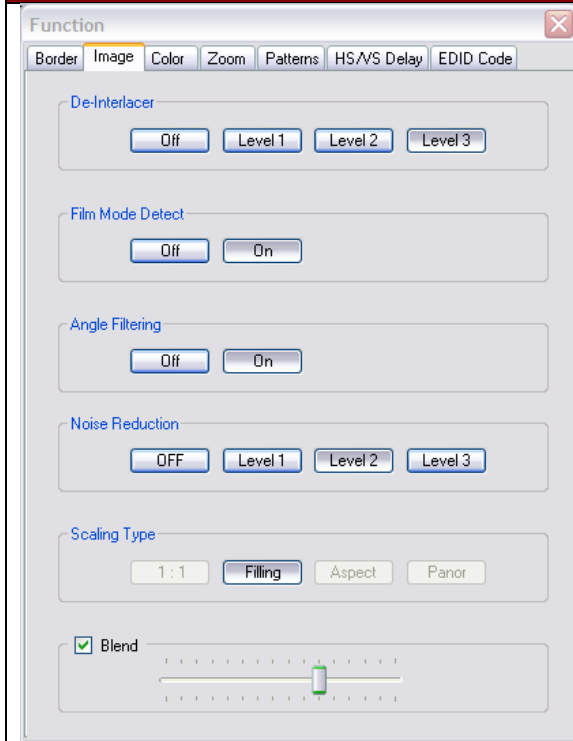 Function
Border Image Color Zoom Patterns HS/VS Delay EDID Code
De-Interlacer
Off Level 1 Level 2 Level 3
Film Mode Detect
Off On
Angle Filtering
Off On
Noise Reduction
OFF Level 1 Level 2 Level 3
Scaling Type
1 : 1 Filling Aspect Panor
Blend